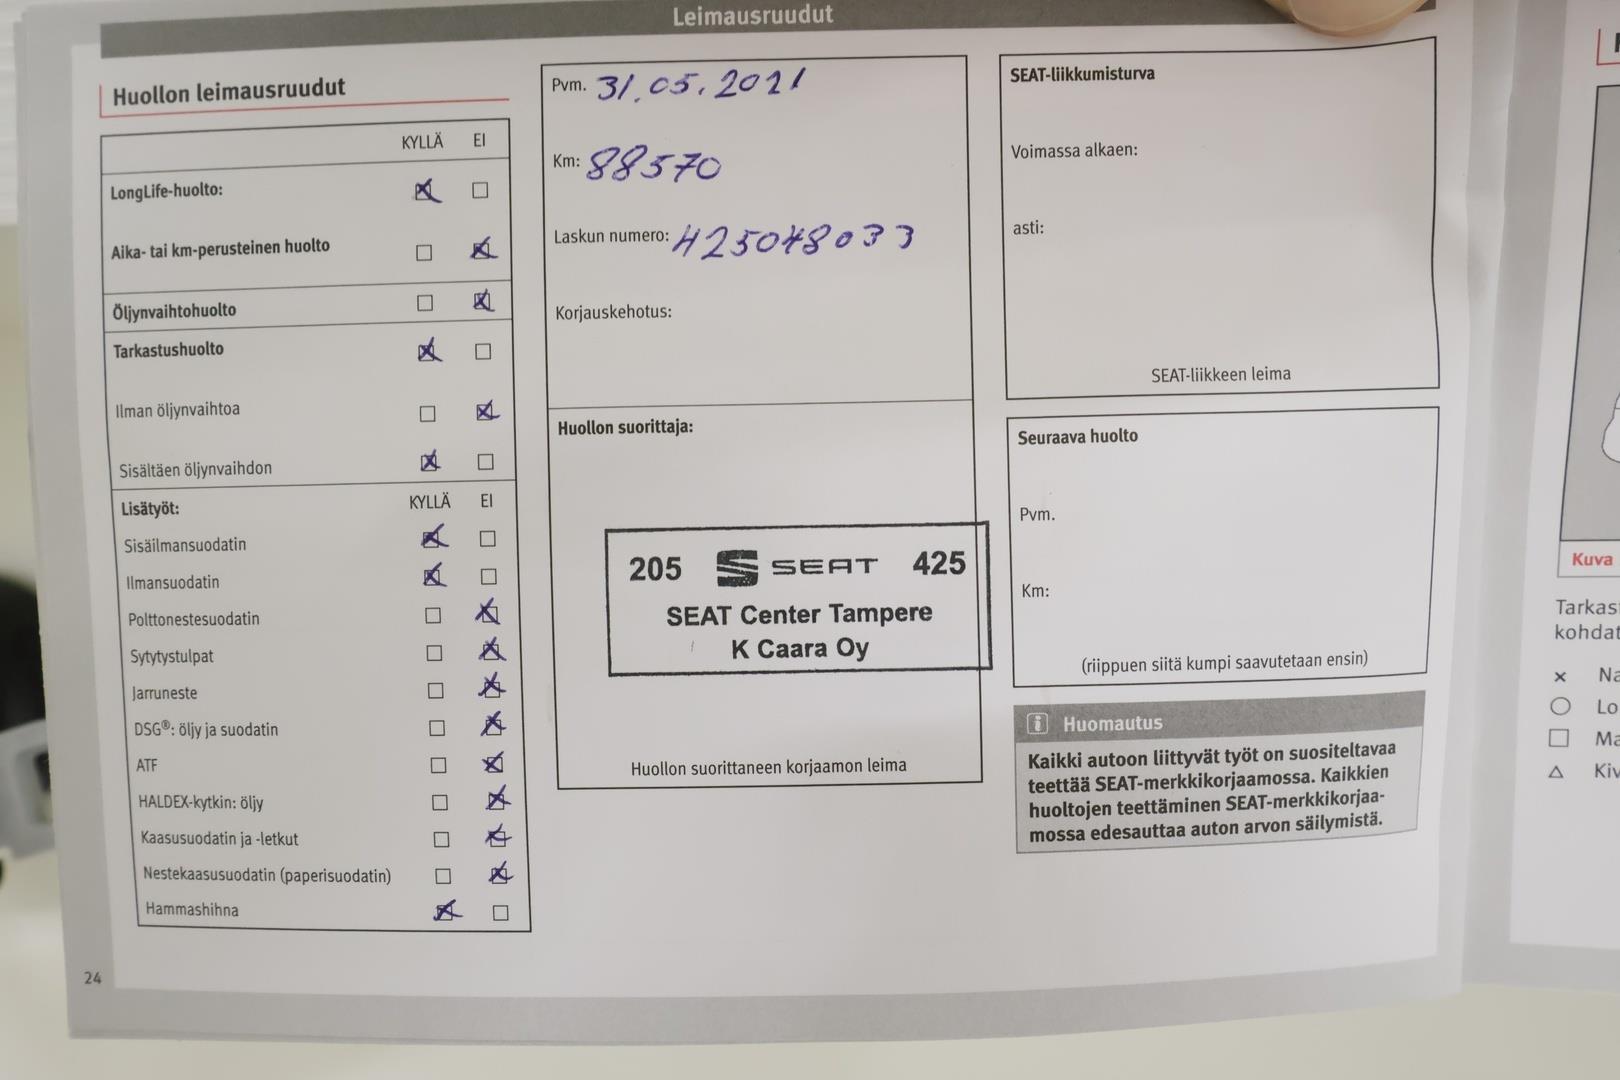 Leimausruudut
Huollon leimausruudut
KYLLÄ EI
LongLife-huolto:
Aika- tai km-perusteinen huolto
Öljynvaihtohuolto
Tarkastushuolto
Ilman öljynvaihtoa
Sisältäen öljynvaihdon
Lisätyöt: KYLLÄ EI
Sisäilmansuodatin
Ilmansuodatin
Polttonestesuodatin
Sytytystulpat
Jarruneste
DSG®: öljy ja suodatin
ATF
HALDEX-kytkin: öljy
Kaasusuodatin ja -letkut
Nestekaasusuodatin (paperisuodatin)
Hammashihna
24
Pvm. 31.05.2021
Km: 88570
Laskun numero: 425048033
Korjauskehotus:
Huollon suorittaja:
205 SEAT 425
SEAT Center Tampere
K Caara Oy
Huollon suorittaneen korjaamon leima
SEAT-liikkumisturva
Voimassa alkaen:
asti:
SEAT-liikkeen leima
Seuraava huolto
Pvm.
Km:
(riippuen siitä kumpi saavutetaan ensin)
Huomautus
Kaikki autoon liittyvät työt on suositeltavaa
teettää SEAT-merkkikorjaamossa. Kaikkien
huoltojen teettäminen SEAT-merkkikorjaa-
mossa edesauttaa auton arvon säilymistä.
Kuva